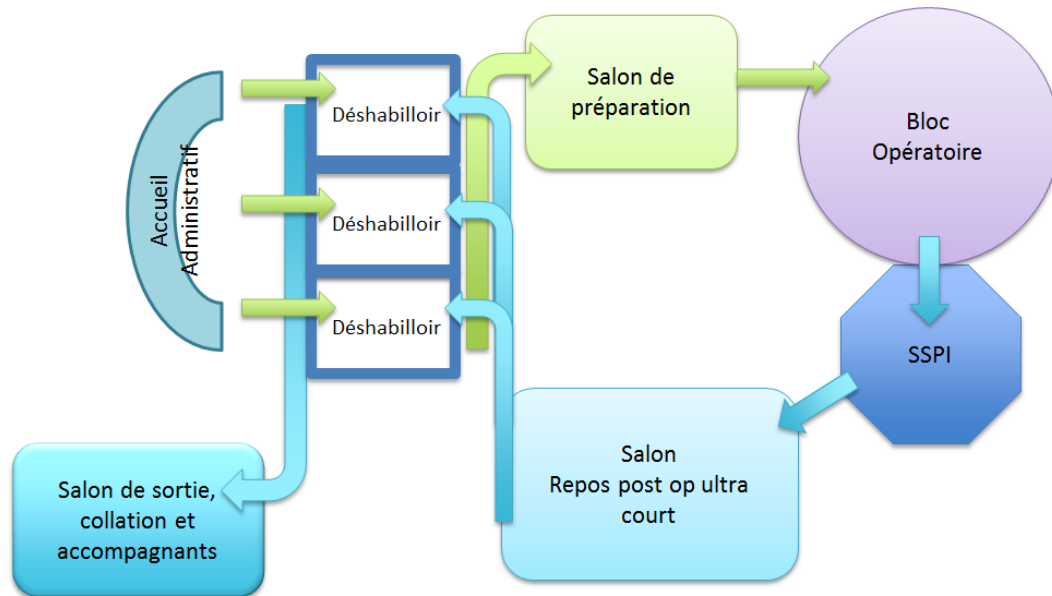 Accueil
Administratif
Déshabilloir
Déshabilloir
Déshabilloir
Salon de
préparation
Bloc
Opératoire
SSPI
Salon
Repos post op ultra
court
Salon de sortie,
collation et
accompagnants